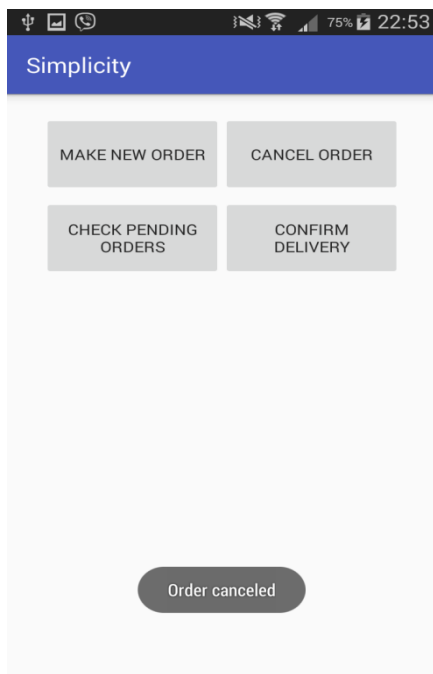 75% 22:53
Simplicity
MAKE NEW ORDER CANCEL ORDER
CHECK PENDING CONFIRM
ORDERS DELIVERY
Order canceled